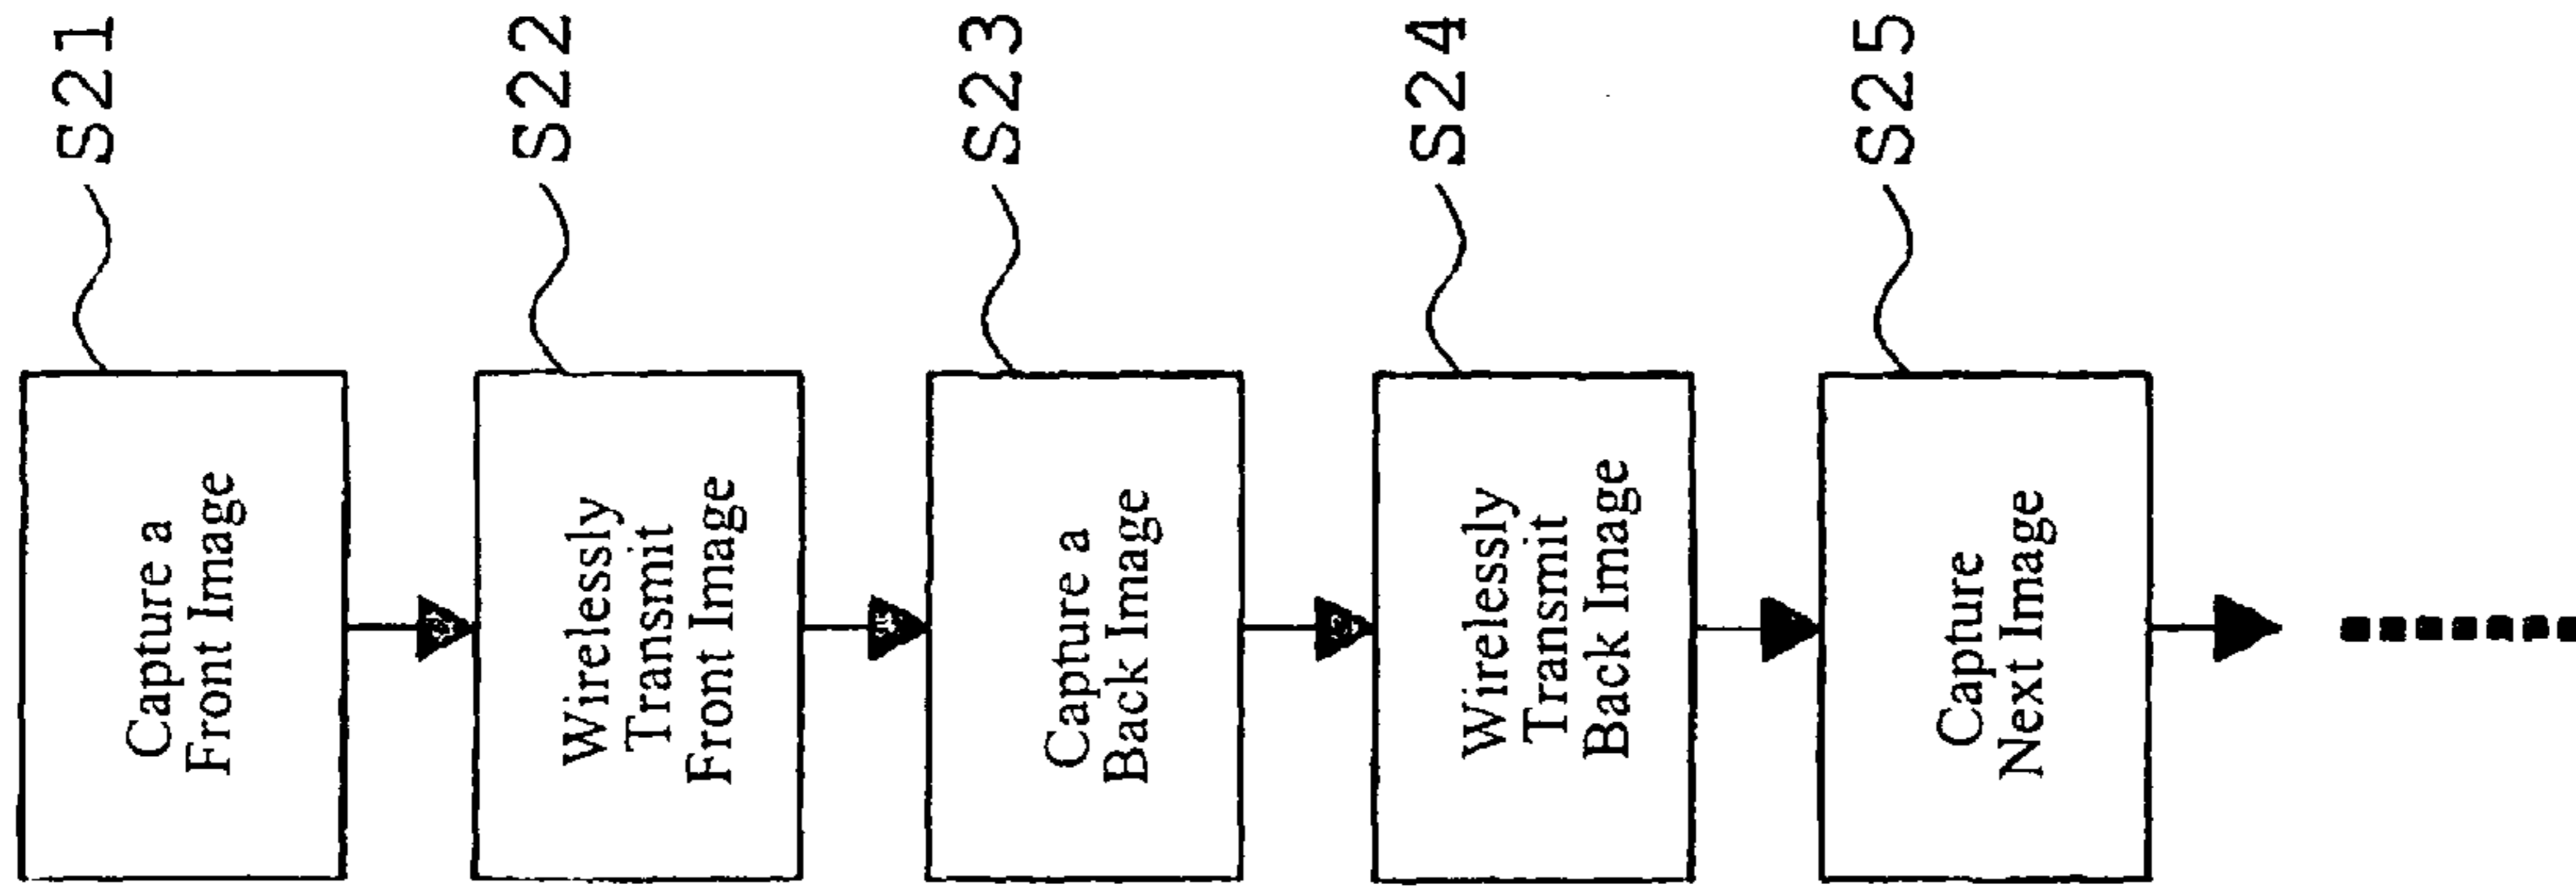 S21
Capture a
Front Image
S22
Wirelessly
Transmit
Front Image
S23
Capture a
Back Image
S24
Wirelessly
Transmit
Back Image
S25
Capture
Next Image